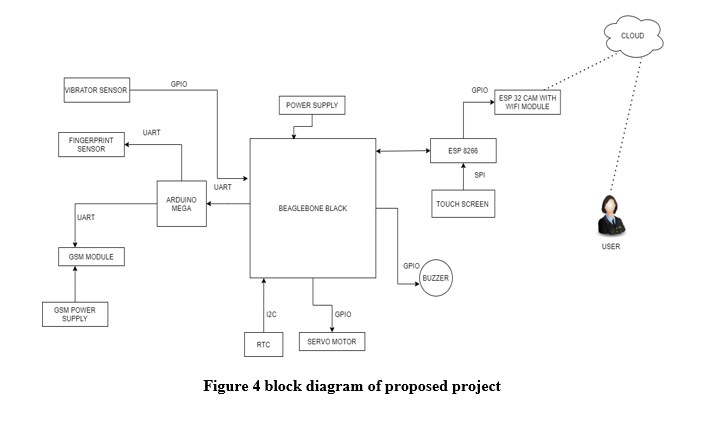 CLOUD
VIBRATOR SENSOR
GPIO
GPIO
ESP 32 CAM WITH
WIFI MODULE
POWER SUPPLY
FINGERPRINT
SENSOR
UART
ESP 8266
SPI
UART
ARDUINO
MEGA
BEAGLEBONE BLACK
TOUCH SCREEN
UART
USER
GSM MODULE
GPIO
BUZZER
GSM POWER
SUPPLY
I2C
GPIO
RTC
SERVO MOTOR
Figure 4 block diagram of proposed project